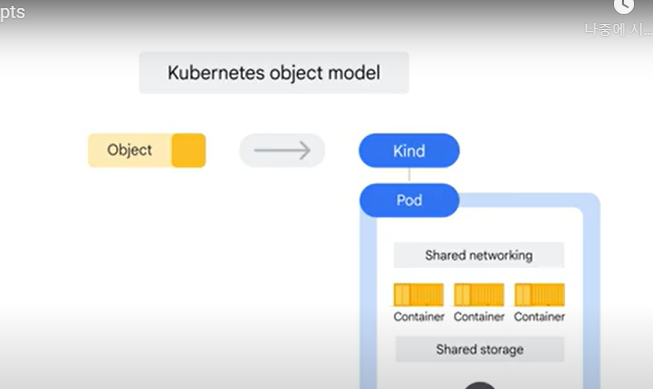 pts
나중에 시...
Kubernetes object model
Object
Kind
Pod
Shared networking
Container Container Container
Shared storage